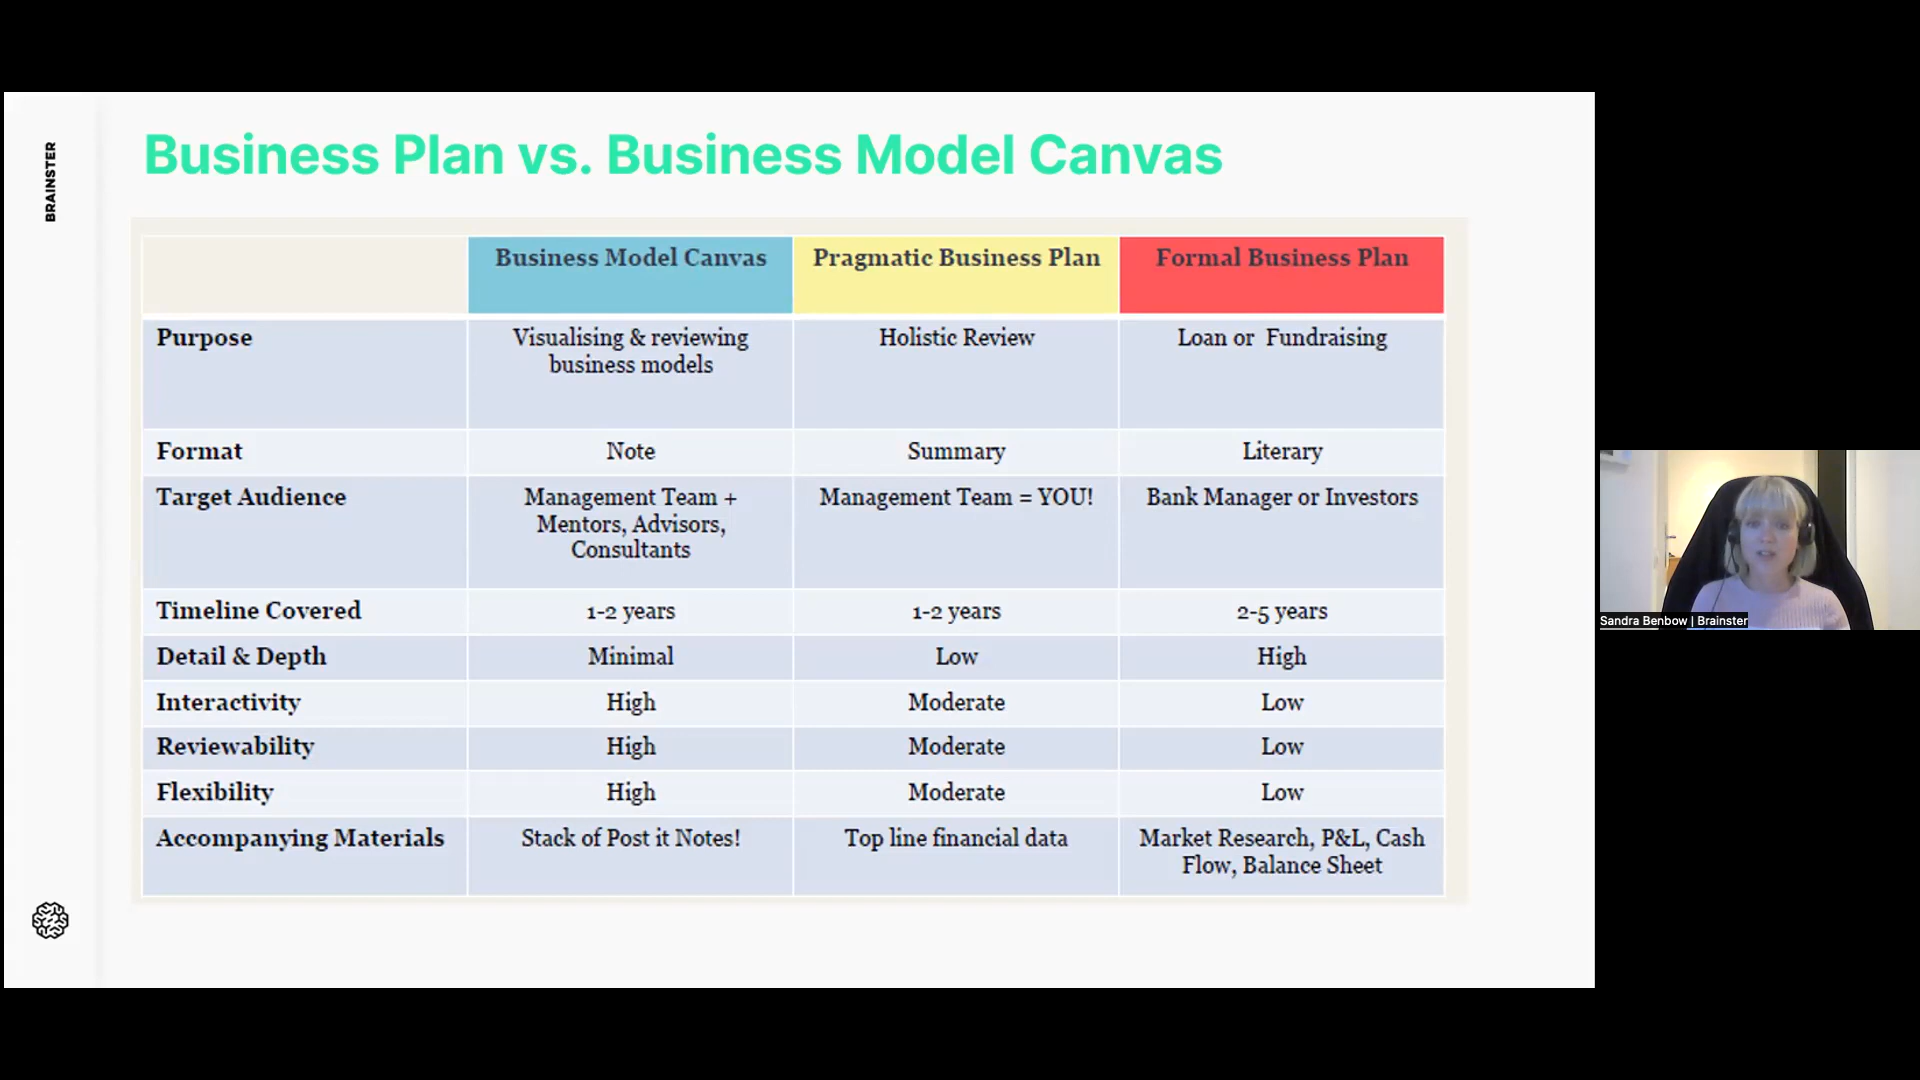 BRAINSTER
Business Plan vs. Business Model Canvas
Business Model Canvas
Pragmatic Business Plan
Formal Business Plan
Purpose
Visualising & reviewing
business models
Holistic Review
Loan or Fundraising
Format
Note
Summary
Literary
Target Audience
Management Team +
Mentors, Advisors,
Consultants
Management Team = YOU!
Bank Manager or Investors
Timeline Covered
1-2 years
1-2 years
2-5 years
Detail & Depth
Minimal
Low
High
Interactivity
High
Moderate
Low
Reviewability
High
Moderate
Low
Flexibility
High
Moderate
Low
Accompanying Materials
Stack of Post it Notes!
Top line financial data
Market Research, P&L, Cash
Flow, Balance Sheet
Sandra Benbow | Brainster